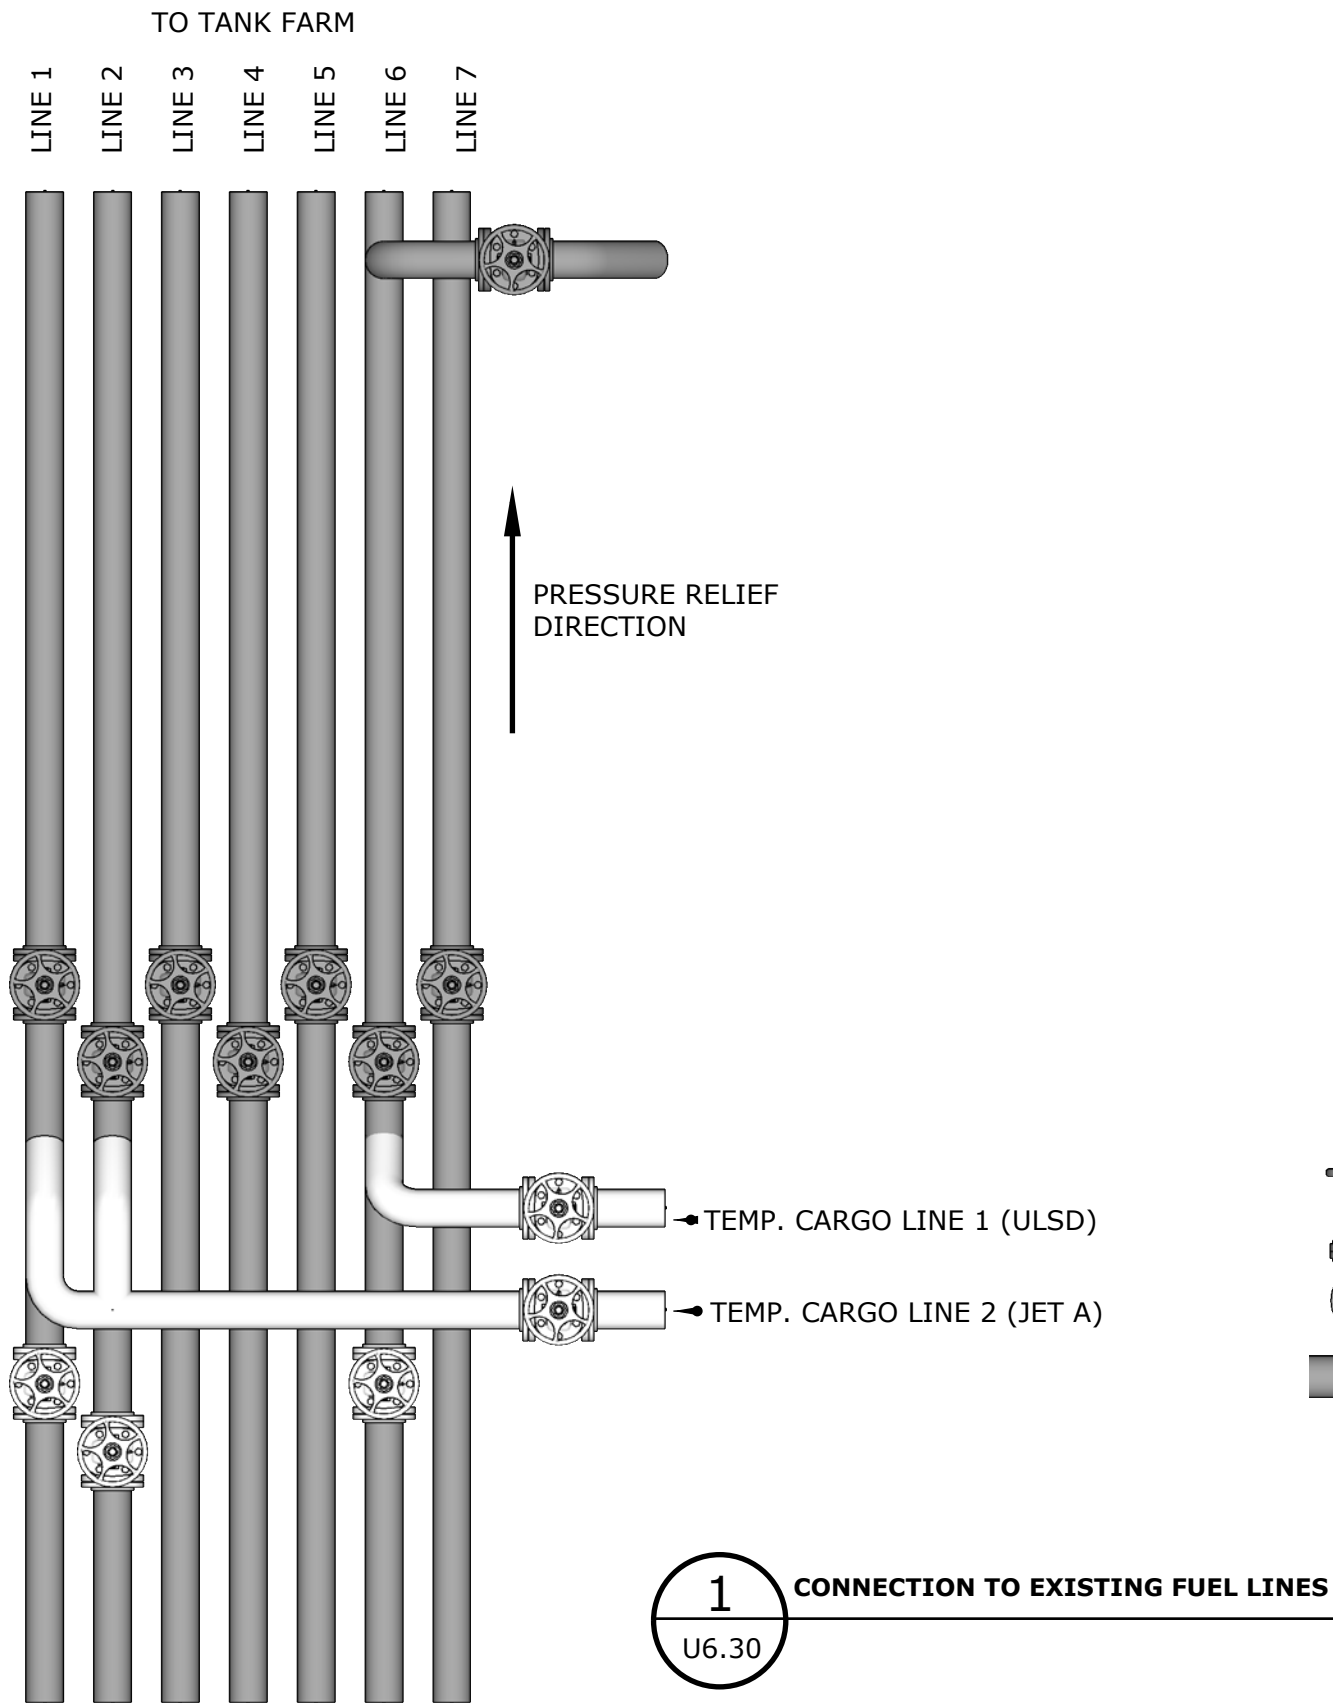 TO TANK FARM
LINE 1
LINE 2
LINE 3
LINE 4
LINE 5
LINE 6
LINE 7
PRESSURE RELIEF
DIRECTION
TEMP. CARGO LINE 1 (ULSD)
TEMP. CARGO LINE 2 (JET A)
1
CONNECTION TO EXISTING FUEL LINES
U6.30